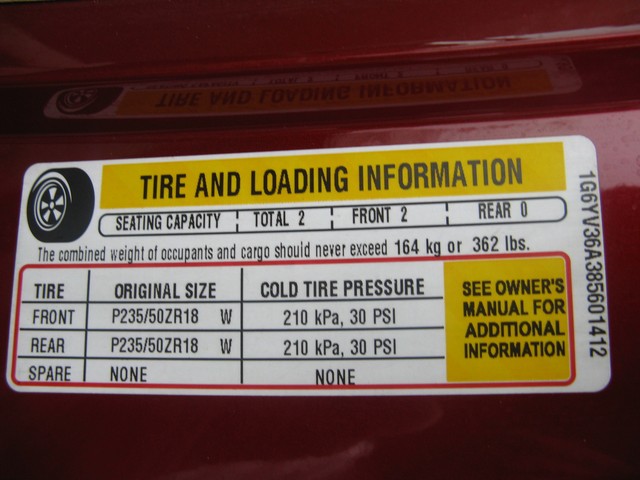 TIRE AND LOADING INFORMATION
SEATING CAPACITY ¦ TOTAL 2 ¦ FRONT 2 ¦ REAR 0
The combined weight of occupants and cargo should never exceed 164 kg or 362 lbs.
TIRE ORIGINAL SIZE COLD TIRE PRESSURE
FRONT P235/50ZR18 W 210 kPa, 30 PSI
REAR P235/50ZR18 W 210 kPa, 30 PSI
SPARE NONE NONE
SEE OWNER'S
MANUAL FOR
ADDITIONAL
INFORMATION
1G6YV36A385601412